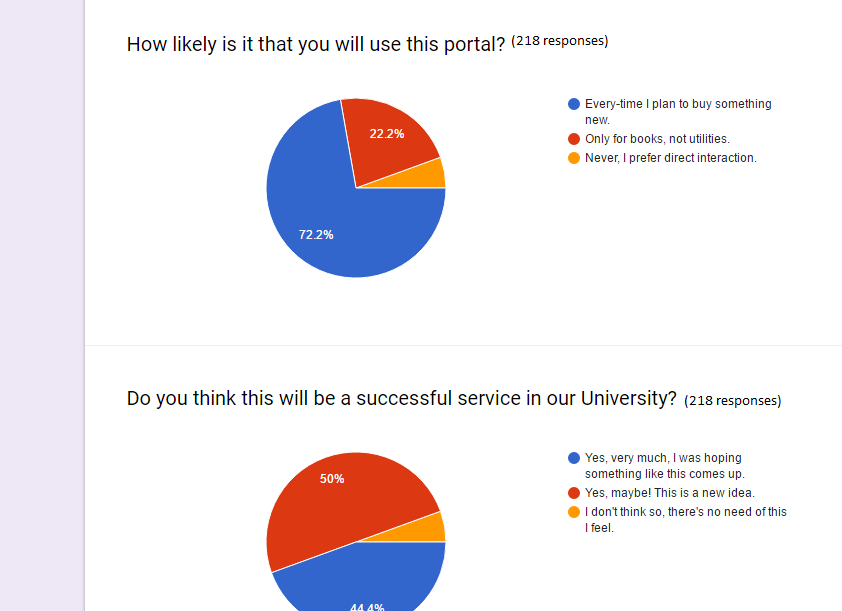 How likely is it that you will use this portal? (218 responses)
Every-time I plan to buy something
new.
Only for books, not utilities.
Never, I prefer direct interaction.
22.2%
72.2%
Do you think this will be a successful service in our University? (218 responses)
Yes, very much, I was hoping
something like this comes up.
Yes, maybe! This is a new idea.
I don't think so, there's no need of this
I feel.
50%
44.4%